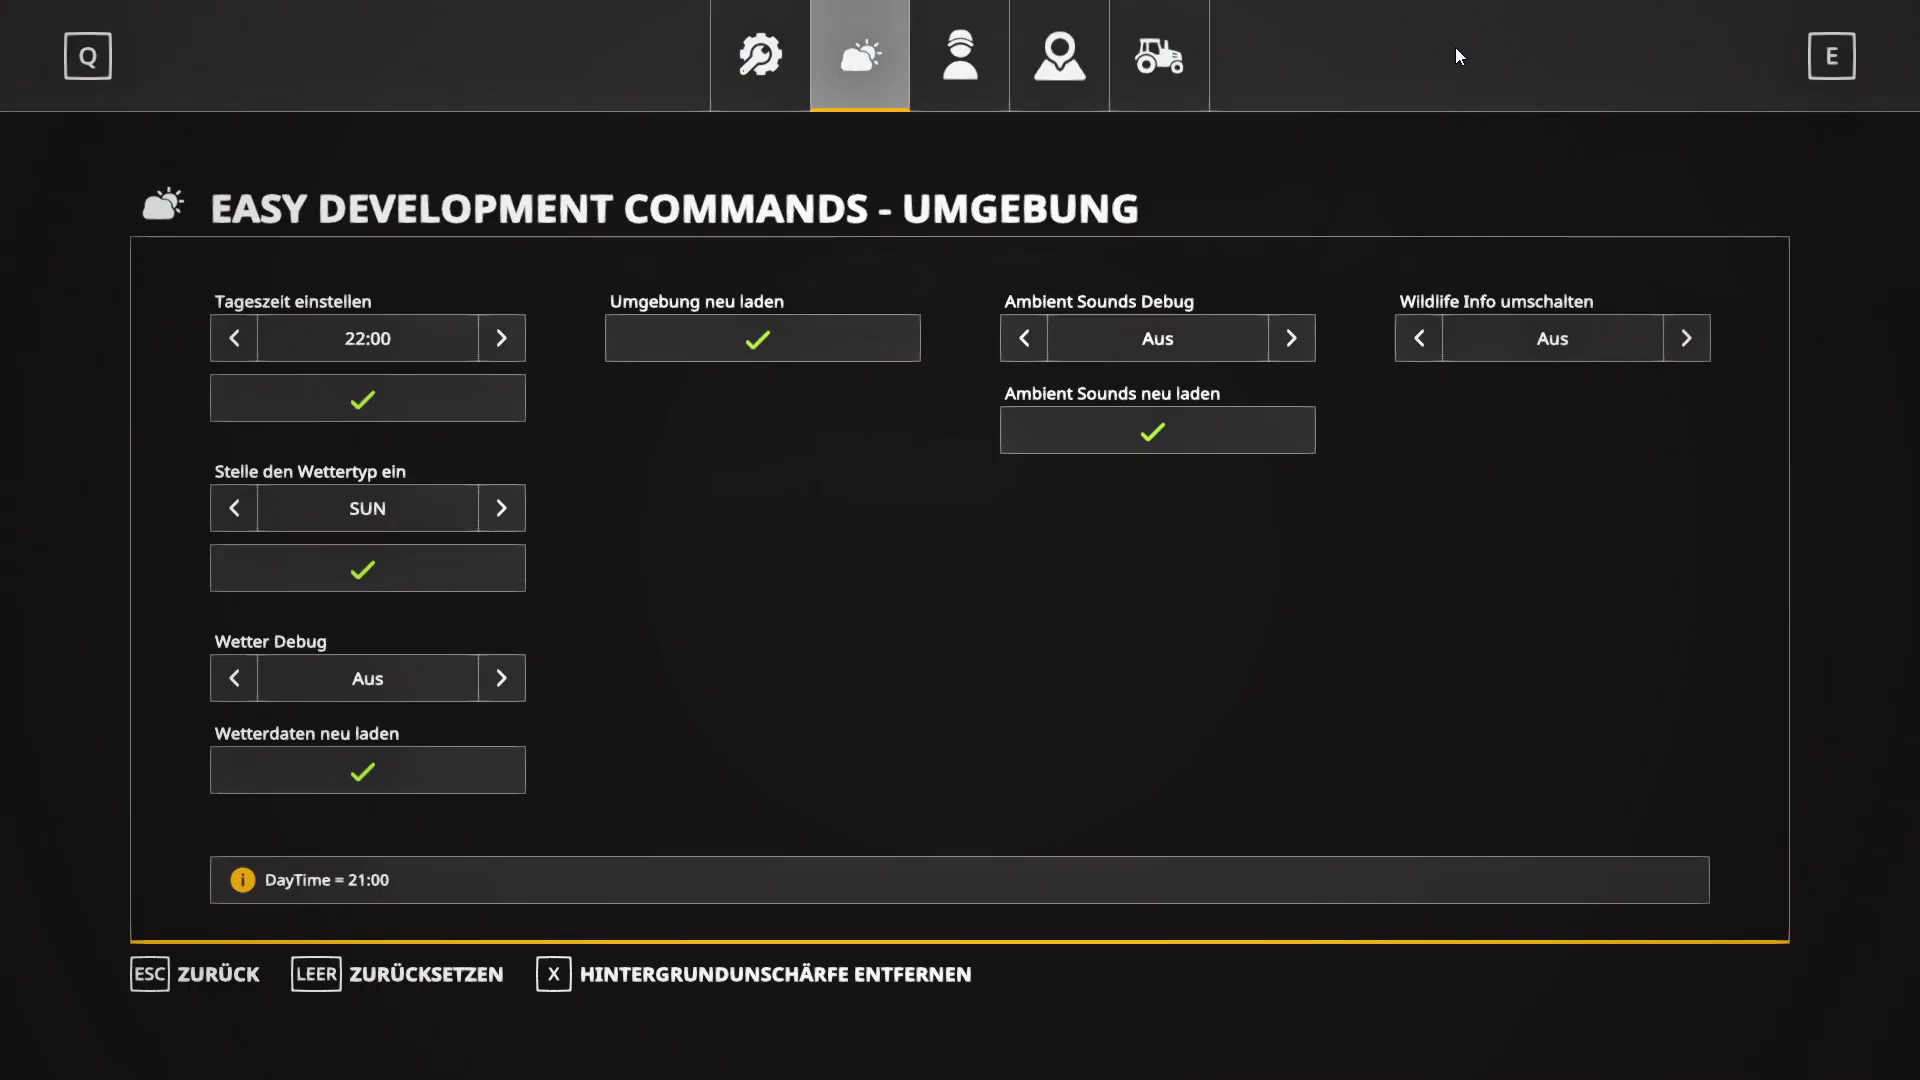 Q
E
EASY DEVELOPMENT COMMANDS - UMGEBUNG
Tageszeit einstellen
22:00
Stelle den Wettertyp ein
SUN
Wetter Debug
Aus
Wetterdaten neu laden
Umgebung neu laden
Ambient Sounds Debug
Aus
Ambient Sounds neu laden
Wildlife Info umschalten
Aus
DayTime = 21:00
ESC ZURÜCK LEER ZURÜCKSETZEN X HINTERGRUNDUNSCHÄRFE ENTFERNEN